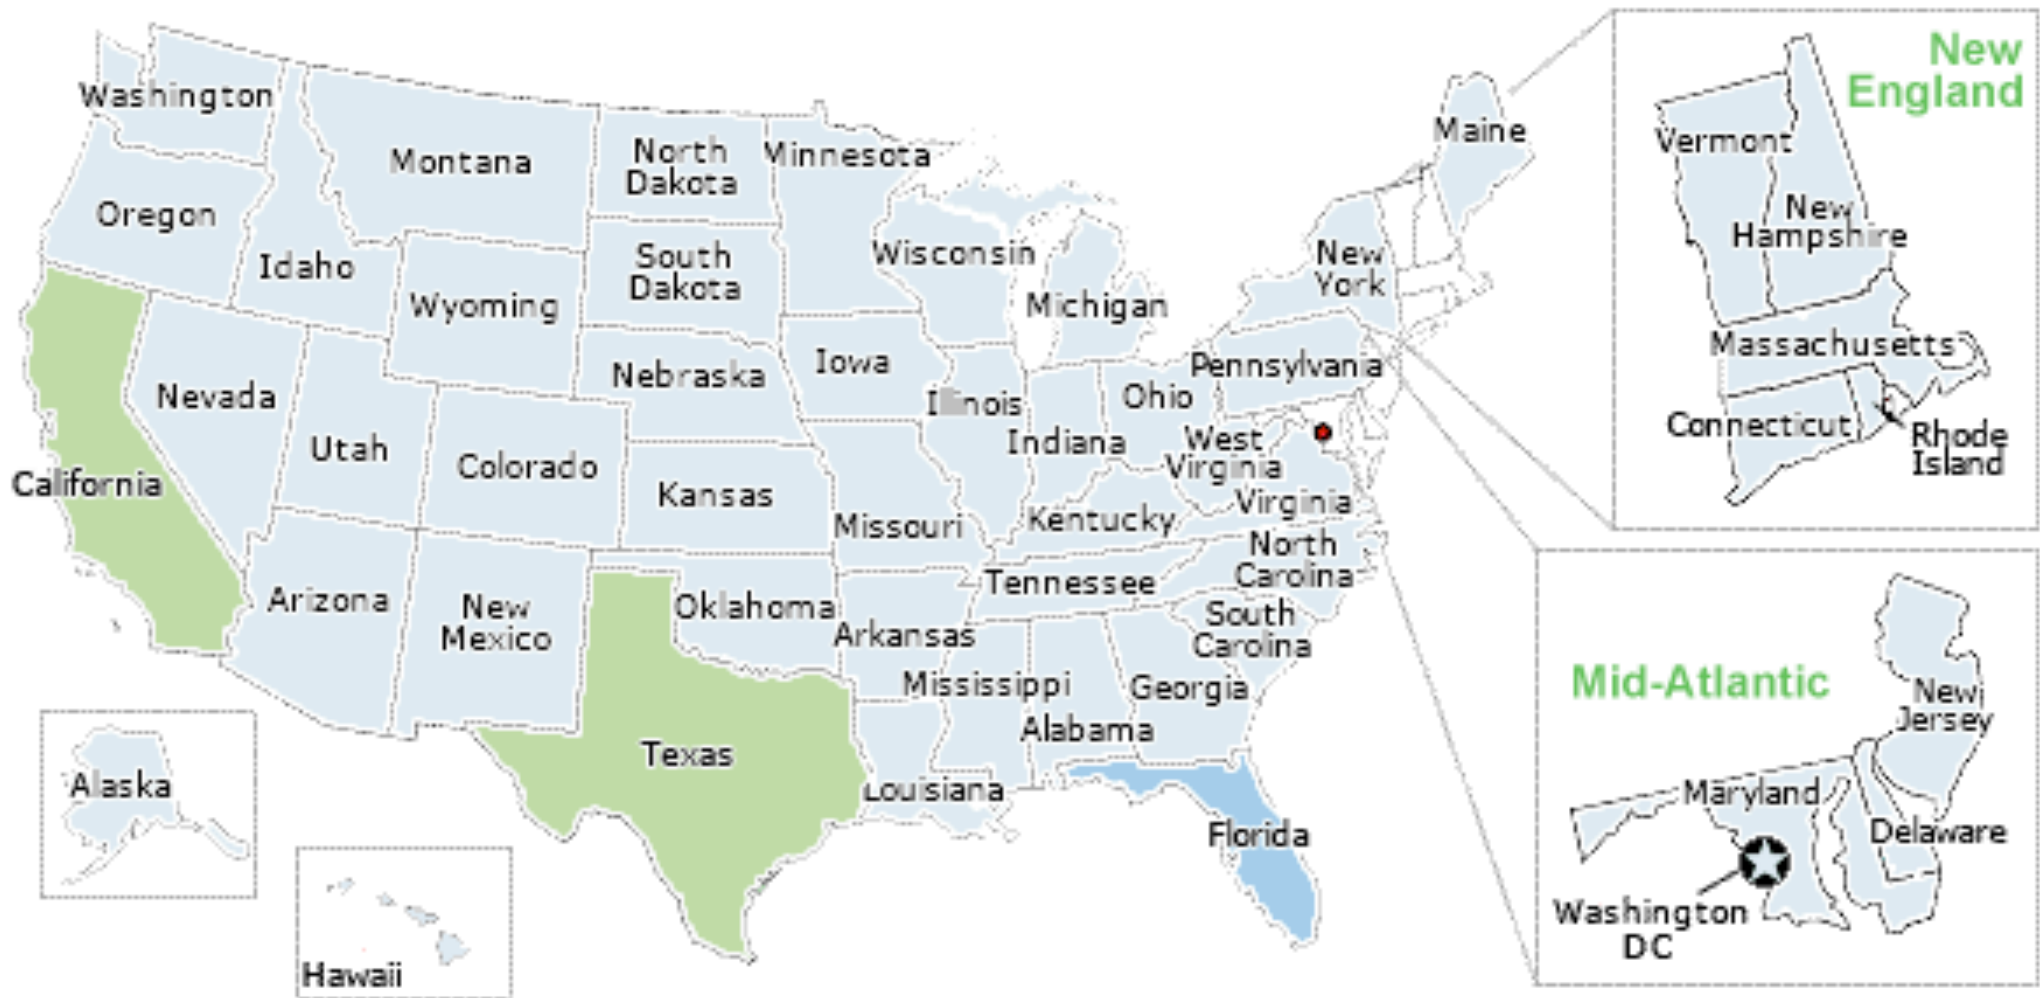 Washington
Montana
North
Dakota
Minnesota
Maine
New
England
Vermont
New
Hampshire
Oregon
Idaho
Wyoming
South
Dakota
Wisconsin
Michigan
New
York
Massachusetts
Connecticut
Rhode
Island
Nevada
Utah
Colorado
Nebraska
Iowa
Illinois
Indiana
Ohio
Pennsylvania
West
Virginia
Virginia
California
Kansas
Missouri
Kentucky
Arizona
New
Mexico
Oklahoma
Arkansas
Tennessee
North
Carolina
South
Carolina
Mississippi
Alabama
Georgia
Texas
Louisiana
Florida
Alaska
Hawaii
Mid-Atlantic
New
Jersey
Maryland
Delaware
Washington
DC